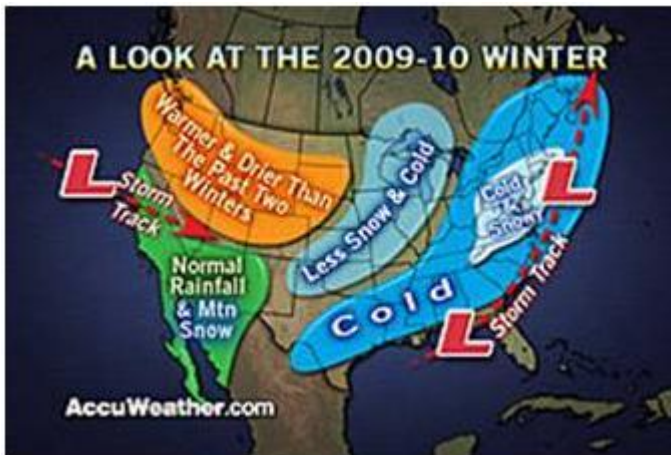 A LOOK AT THE 2009-10 WINTER
Warmer & Drier Than
The Past Two
Winters
L
Storm
Track
Normal
Rainfall
& Mtn
Snow
Less Snow & Cold
Cold
& Snowy
L
Cold
L
Storm Track
AccuWeather.com